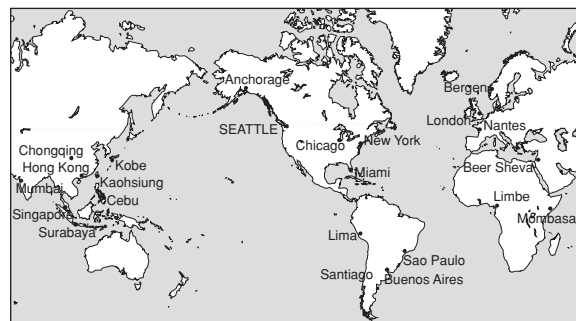 Anchorage
Bergen
SEATTLE
London
Nantes
Chicago
New York
Chongqing
Hong Kong
Kobe
Kaohsiung
Miami
Beer Sheva
Mumbai
Cebu
Limbe
Singapore
Mombasa
Surabaya
Lima
Sao Paulo
Santiago
Buenos Aires